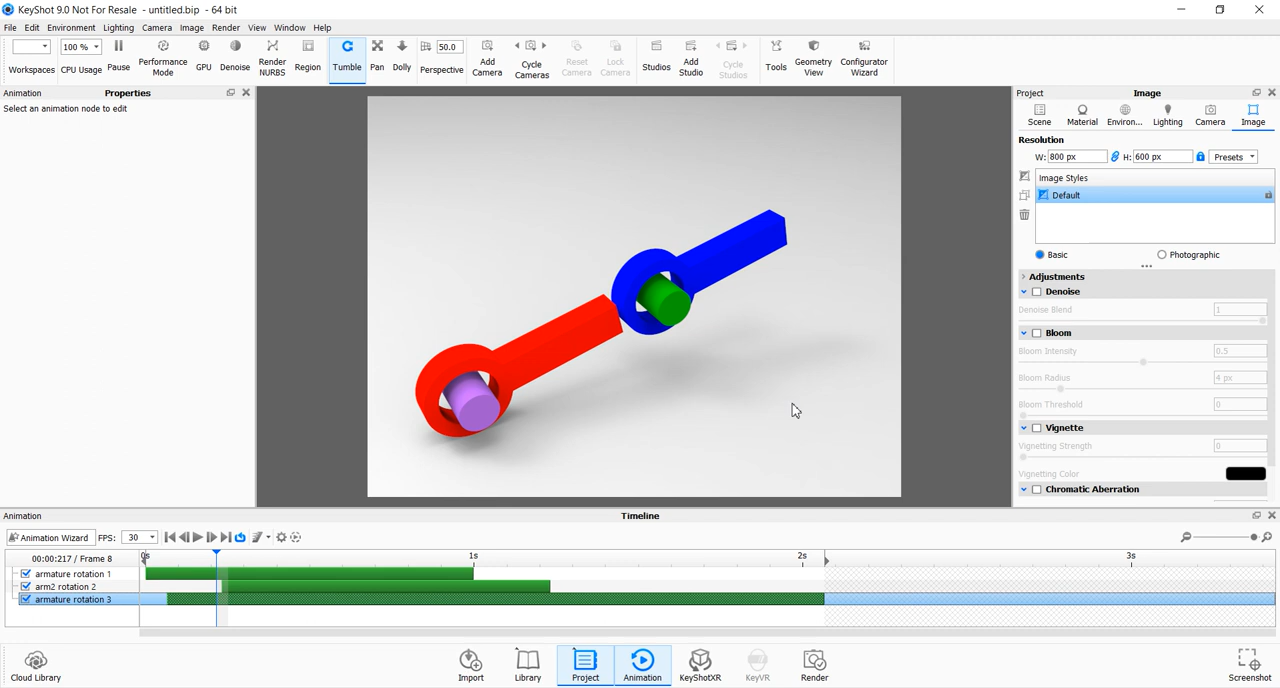 KeyShot 9.0 Not For Resale - untitled.bip - 64 bit
File Edit Environment Lighting Camera Image Render View Window Help
100 % 50.0
Workspaces CPU Usage Pause Performance Mode GPU Denoise Render NURBS Region Tumble Pan Dolly Perspective Add Camera Cycle Cameras Reset Camera Lock Camera Studios Add Studio Cycle Studios Tools Geometry View Configurator Wizard
Animation Properties
Select an animation node to edit
Project Image
Scene Material Environ... Lighting Camera Image
Resolution
W: 800 px H: 600 px Presets
Image Styles
Default
Basic Photographic
Adjustments
Denoise
Denoise Blend 1
Bloom
Bloom Intensity 0.5
Bloom Radius 4 px
Bloom Threshold 0
Vignette
Vignetting Strength 0
Vignetting Color
Chromatic Aberration
Animation Timeline
Animation Wizard FPS: 30
00:00:217 / Frame 8 0s 1s 2s 3s
armature rotation 1
arm2 rotation 2
armature rotation 3
Cloud Library Import Library Project Animation KeyShotXR KeyVR Render Screenshot